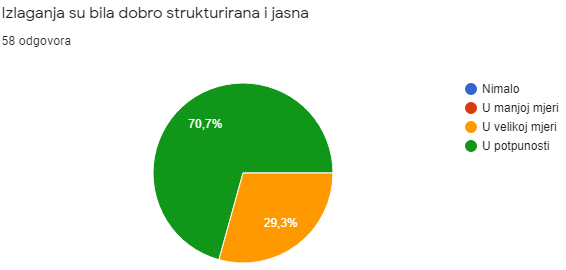 Izlaganja su bila dobro strukturirana i jasna
58 odgovora
70,7%
29,3%
Nimalo
U manjoj mjeri
U velikoj mjeri
U potpunosti